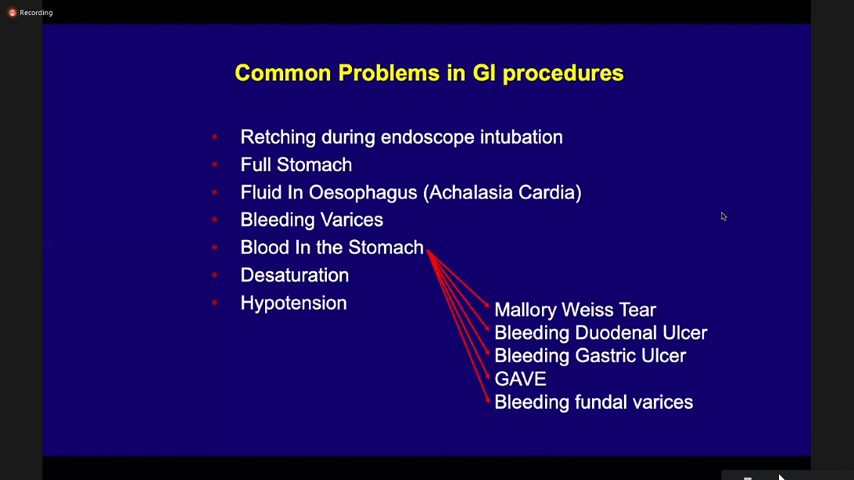 Recording
Common Problems in GI procedures
Retching during endoscope intubation
Full Stomach
Fluid In Oesophagus (Achalasia Cardia)
Bleeding Varices
Blood In the Stomach
Desaturation
Hypotension
Mallory Weiss Tear
Bleeding Duodenal Ulcer
Bleeding Gastric Ulcer
GAVE
Bleeding fundal varices